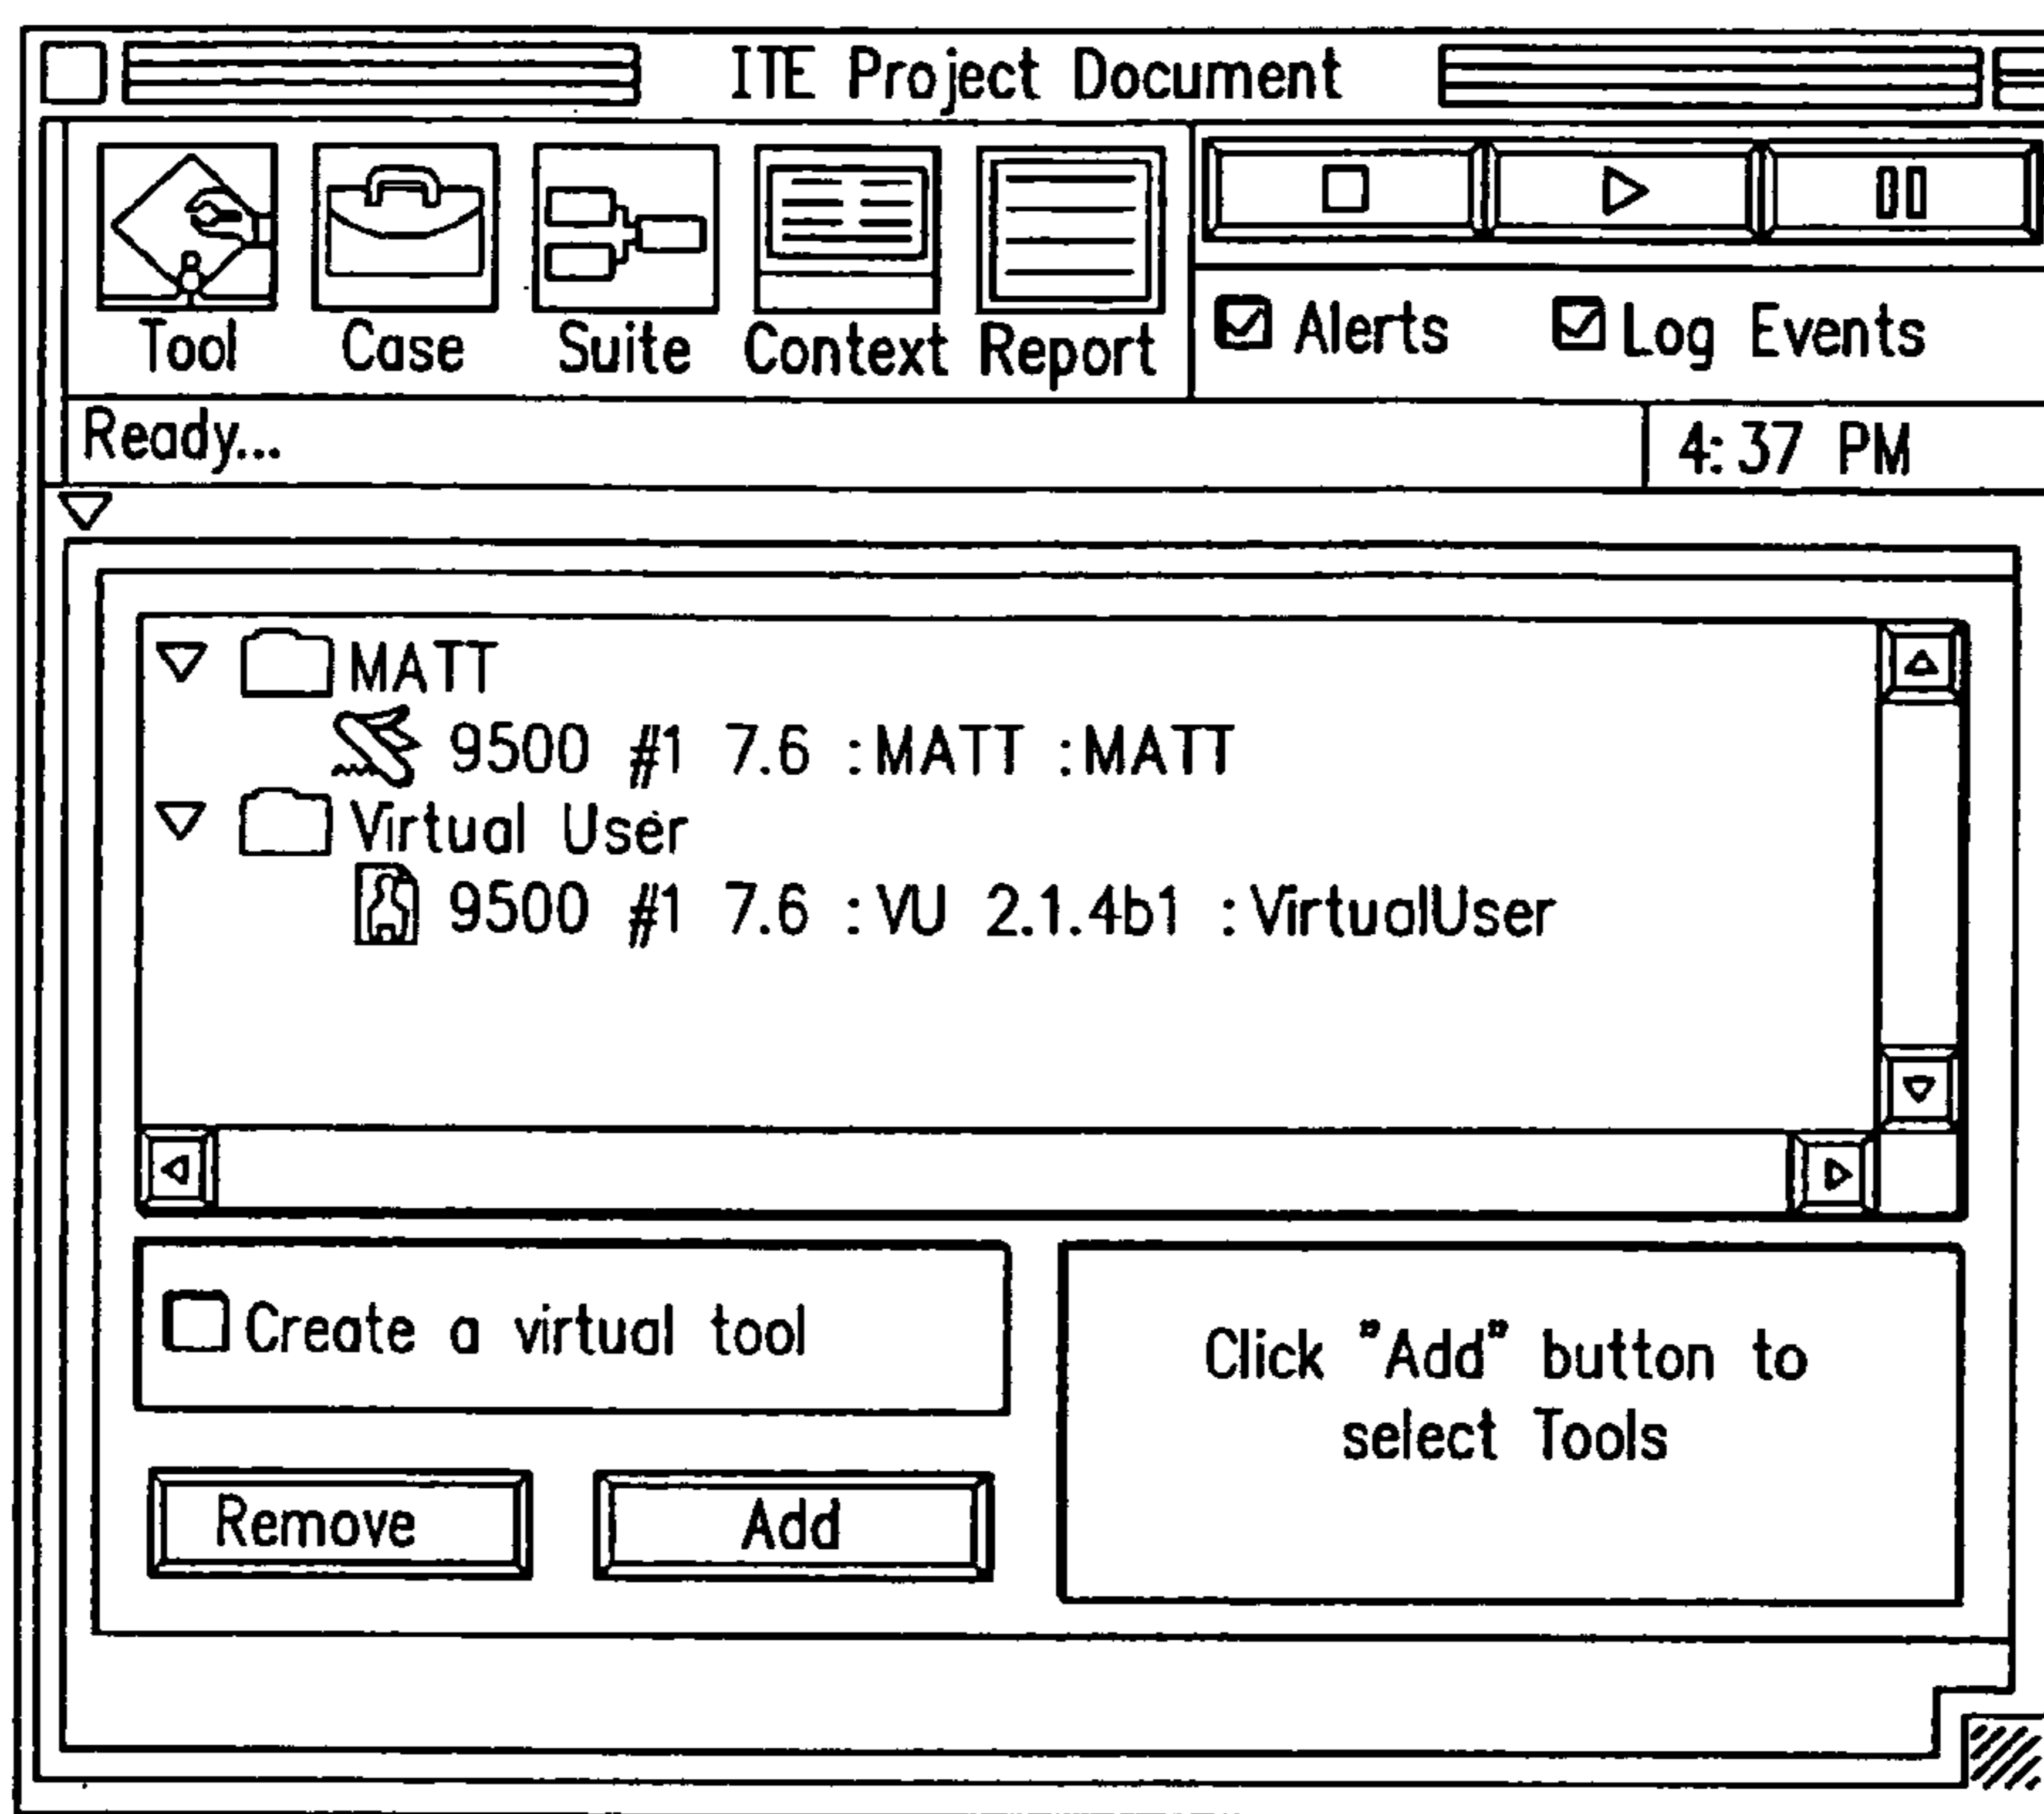 ITE Project Document
Tool Case Suite Context Report
Alerts Log Events
Ready... 4:37 PM
MATT
9500 #1 7.6 :MATT :MATT
Virtual User
9500 #1 7.6 :VU 2.1.4b1 :VirtualUser
Create a virtual tool
Click "Add" button to
select Tools
Remove Add